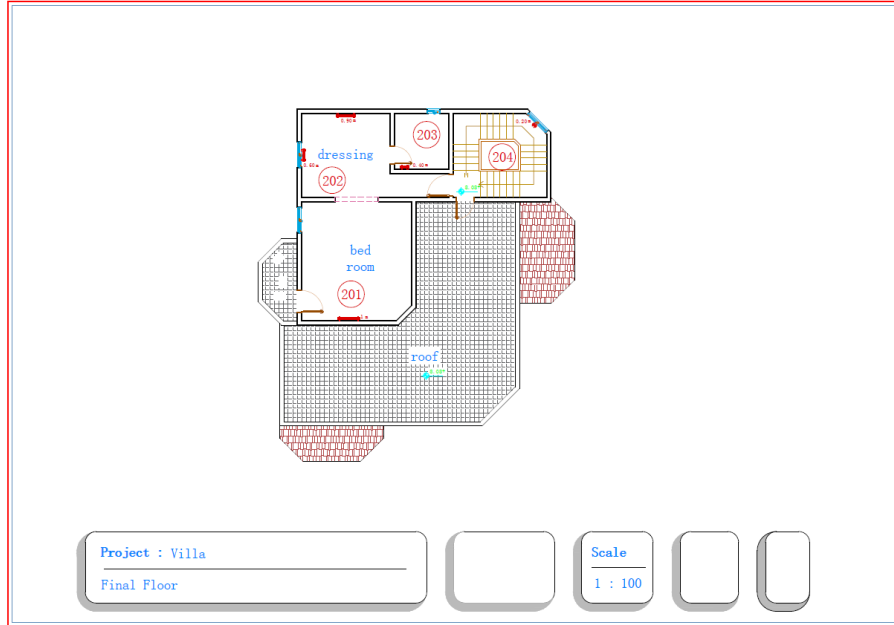 203
dressing
204
202
bed
room
201
roof
Project : Villa
Final Floor
Scale
1 : 100